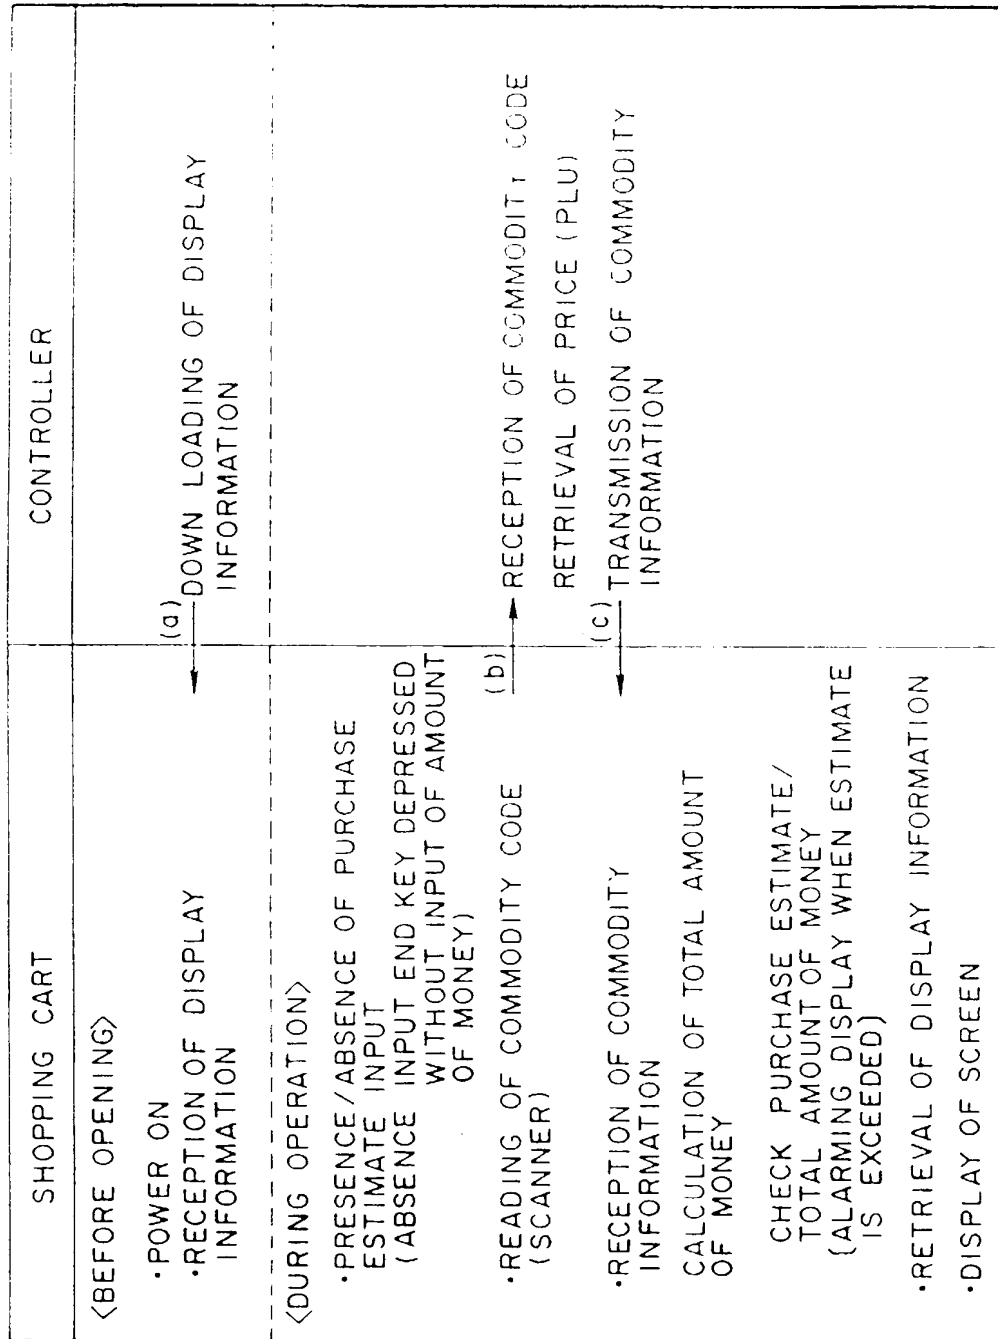 SHOPPING CART
CONTROLLER
<BEFORE OPENING>
·POWER ON
·RECEPTION OF DISPLAY
INFORMATION
(a)
DOWN LOADING OF DISPLAY
INFORMATION
<DURING OPERATION>
·PRESENCE/ABSENCE OF PURCHASE
ESTIMATE INPUT
(ABSENCE INPUT END KEY DEPRESSED
WITHOUT INPUT OF AMOUNT
OF MONEY)
·READING OF COMMODITY CODE
(SCANNER)
(b)
RECEPTION OF COMMODITY CODE
RETRIEVAL OF PRICE (PLU)
(c)
TRANSMISSION OF COMMODITY
INFORMATION
·RECEPTION OF COMMODITY
INFORMATION
CALCULATION OF TOTAL AMOUNT
OF MONEY
CHECK PURCHASE ESTIMATE/
TOTAL AMOUNT OF MONEY
(ALARMING DISPLAY WHEN ESTIMATE
IS EXCEEDED)
·RETRIEVAL OF DISPLAY INFORMATION
·DISPLAY OF SCREEN